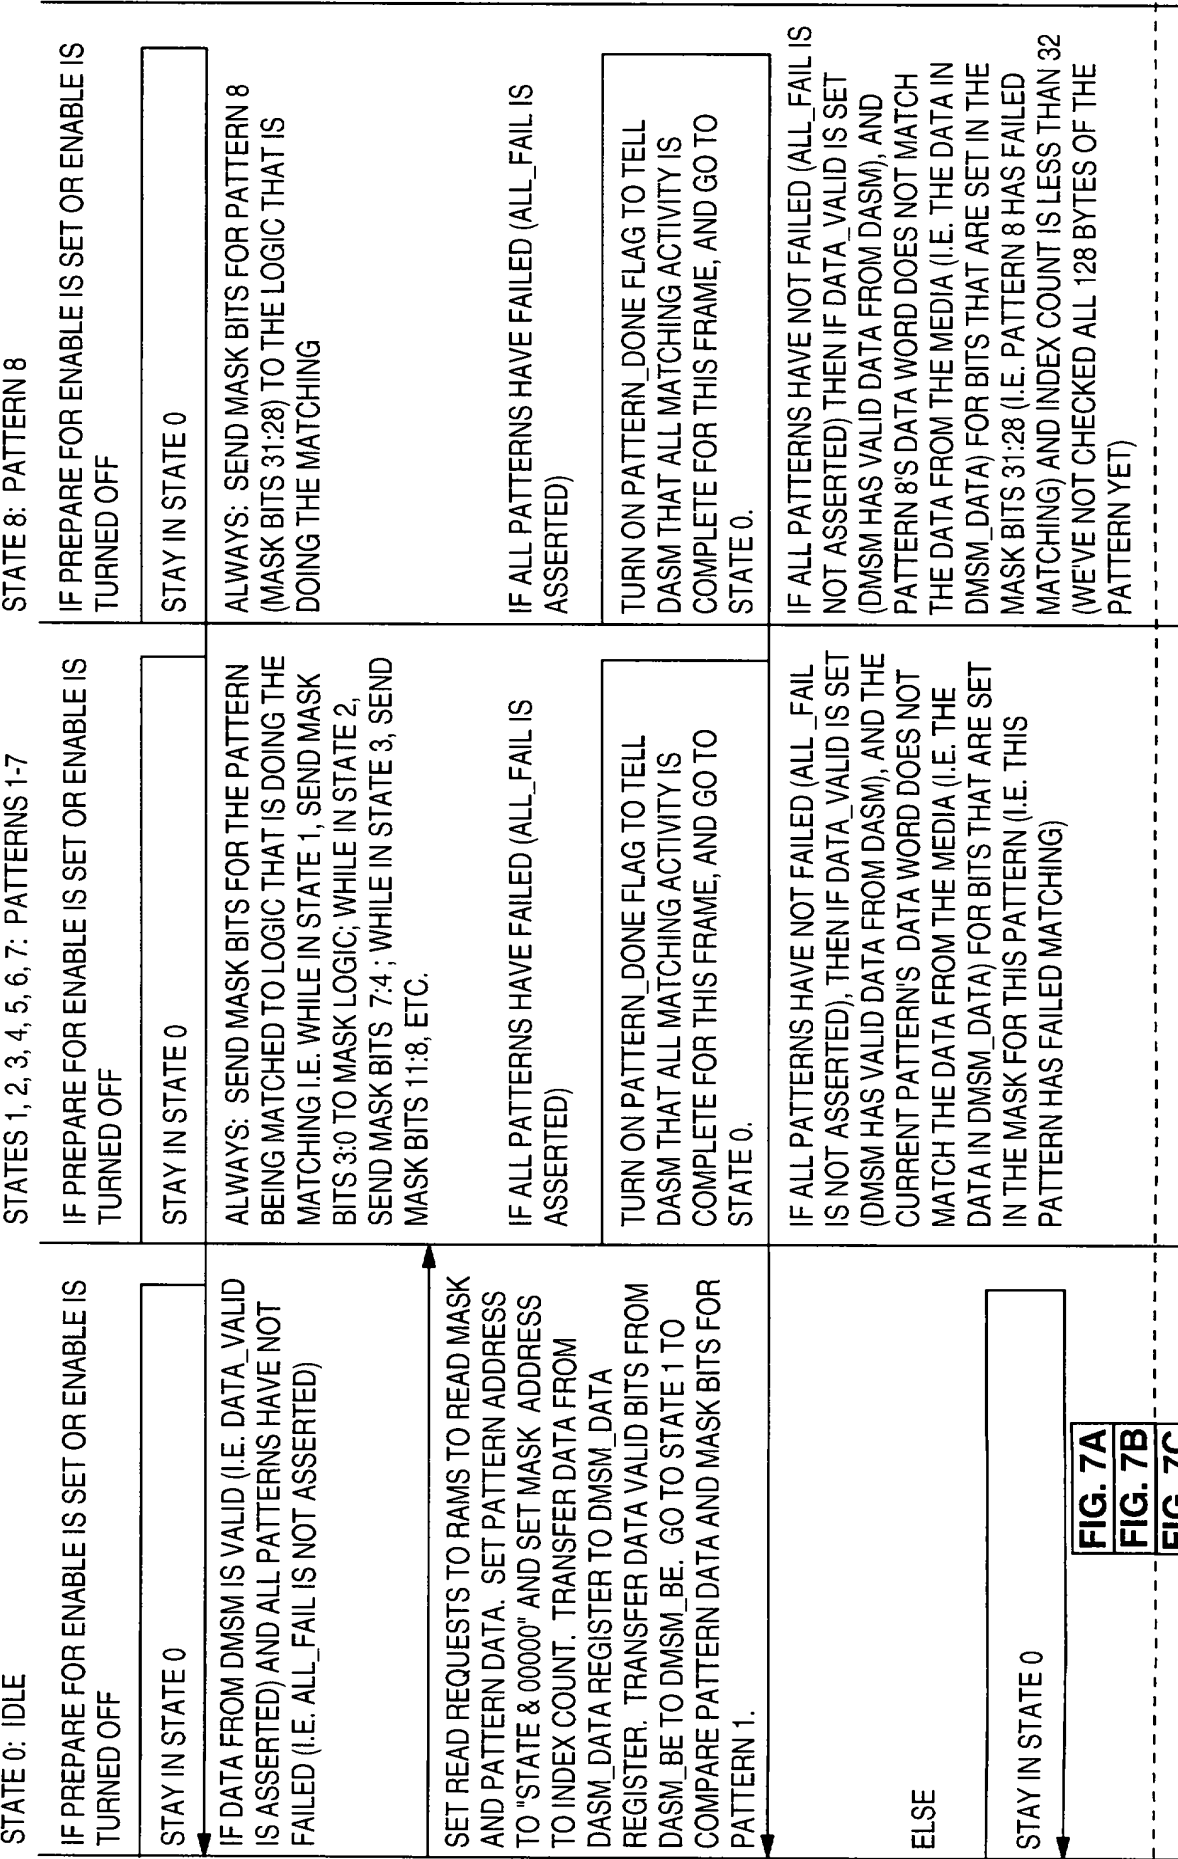 STATE 0: IDLE
IF PREPARE FOR ENABLE IS SET OR ENABLE IS
TURNED OFF
STAY IN STATE 0
IF DATA FROM DMSM IS VALID (I.E. DATA_VALID
IS ASSERTED) AND ALL PATTERNS HAVE NOT
FAILED (I.E. ALL_FAIL IS NOT ASSERTED)
SET READ REQUESTS TO RAMS TO READ MASK
AND PATTERN DATA. SET PATTERN ADDRESS
TO "STATE & 00000" AND SET MASK ADDRESS
TO INDEX COUNT. TRANSFER DATA FROM
DASM_DATA REGISTER TO DMSM_DATA
REGISTER. TRANSFER DATA VALID BITS FROM
DASM_BE TO DMSM_BE. GO TO STATE 1 TO
COMPARE PATTERN DATA AND MASK BITS FOR
PATTERN 1.
ELSE
STAY IN STATE 0
STATES 1, 2, 3, 4, 5, 6, 7: PATTERNS 1-7
IF PREPARE FOR ENABLE IS SET OR ENABLE IS
TURNED OFF
STAY IN STATE 0
ALWAYS: SEND MASK BITS FOR THE PATTERN
BEING MATCHED TO LOGIC THAT IS DOING THE
MATCHING I.E. WHILE IN STATE 1, SEND MASK
BITS 3:0 TO MASK LOGIC; WHILE IN STATE 2,
SEND MASK BITS 7:4 ; WHILE IN STATE 3, SEND
MASK BITS 11:8, ETC.
IF ALL PATTERNS HAVE FAILED (ALL_FAIL IS
ASSERTED)
TURN ON PATTERN_DONE FLAG TO TELL
DASM THAT ALL MATCHING ACTIVITY IS
COMPLETE FOR THIS FRAME, AND GO TO
STATE 0.
IF ALL PATTERNS HAVE NOT FAILED (ALL_FAIL
IS NOT ASSERTED), THEN IF DATA_VALID IS SET
(DMSM HAS VALID DATA FROM DASM), AND THE
CURRENT PATTERN'S DATA WORD DOES NOT
MATCH THE DATA FROM THE MEDIA (I.E. THE
DATA IN DMSM_DATA) FOR BITS THAT ARE SET
IN THE MASK FOR THIS PATTERN (I.E. THIS
PATTERN HAS FAILED MATCHING)
STATE 8: PATTERN 8
IF PREPARE FOR ENABLE IS SET OR ENABLE IS
TURNED OFF
STAY IN STATE 0
ALWAYS: SEND MASK BITS FOR PATTERN 8
(MASK BITS 31:28) TO THE LOGIC THAT IS
DOING THE MATCHING
IF ALL PATTERNS HAVE FAILED (ALL_FAIL IS
ASSERTED)
TURN ON PATTERN_DONE FLAG TO TELL
DASM THAT ALL MATCHING ACTIVITY IS
COMPLETE FOR THIS FRAME, AND GO TO
STATE 0.
IF ALL PATTERNS HAVE NOT FAILED (ALL_FAIL IS
NOT ASSERTED) THEN IF DATA_VALID IS SET
(DMSM HAS VALID DATA FROM DASM), AND
PATTERN 8'S DATA WORD DOES NOT MATCH
THE DATA FROM THE MEDIA (I.E. THE DATA IN
DMSM_DATA) FOR BITS THAT ARE SET IN THE
MASK BITS 31:28 (I.E. PATTERN 8 HAS FAILED
MATCHING) AND INDEX COUNT IS LESS THAN 32
(WE'VE NOT CHECKED ALL 128 BYTES OF THE
PATTERN YET)
FIG. 7A
FIG. 7B
FIG. 7C